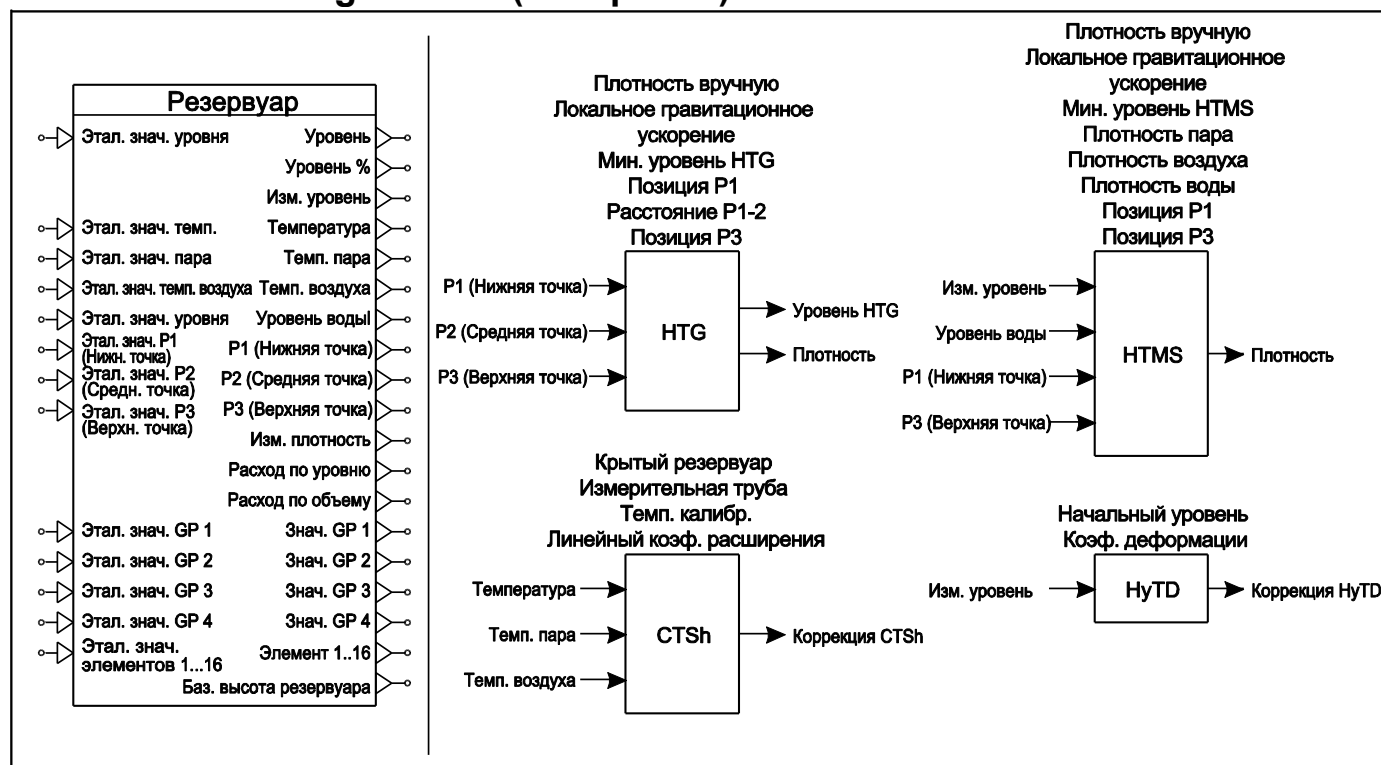 Резервуар
Этал. знач. уровня
Уровень
Уровень %
Изм. уровень
Этал. знач. темп.
Температура
Этал. знач. пара
Темп. пара
Этал. знач. темп. воздуха
Темп. воздуха
Этал. знач. уровня
Уровень водыl
Этал. знач. P1
(Нижн. точка)
P1 (Нижняя точка)
Этал. знач. P2
(Средн. точка)
P2 (Средняя точка)
Этал. знач. P3
(Верхн. точка)
P3 (Верхняя точка)
Изм. плотность
Расход по уровню
Расход по объему
Этал. знач. GP 1
Знач. GP 1
Этал. знач. GP 2
Знач. GP 2
Этал. знач. GP 3
Знач. GP 3
Этал. знач. GP 4
Знач. GP 4
Этал. знач.
элементов 1...16
Элемент 1..16
Баз. высота резервуара
Плотность вручную
Локальное гравитационное
ускорение
Мин. уровень HTG
Позиция P1
Расстояние P1-2
Позиция P3
P1 (Нижняя точка)
P2 (Средняя точка)
P3 (Верхняя точка)
HTG
Уровень HTG
Плотность
Плотность вручную
Локальное гравитационное
ускорение
Мин. уровень HTMS
Плотность пара
Плотность воздуха
Плотность воды
Позиция P1
Позиция P3
Изм. уровень
Уровень воды
P1 (Нижняя точка)
P3 (Верхняя точка)
HTMS
Плотность
Крытый резервуар
Измерительная труба
Темп. калибр.
Линейный коэф. расширения
Температура
Темп. пара
Темп. воздуха
CTSh
Коррекция CTSh
Начальный уровень
Коэф. деформации
Изм. уровень
HyTD
Коррекция HyTD